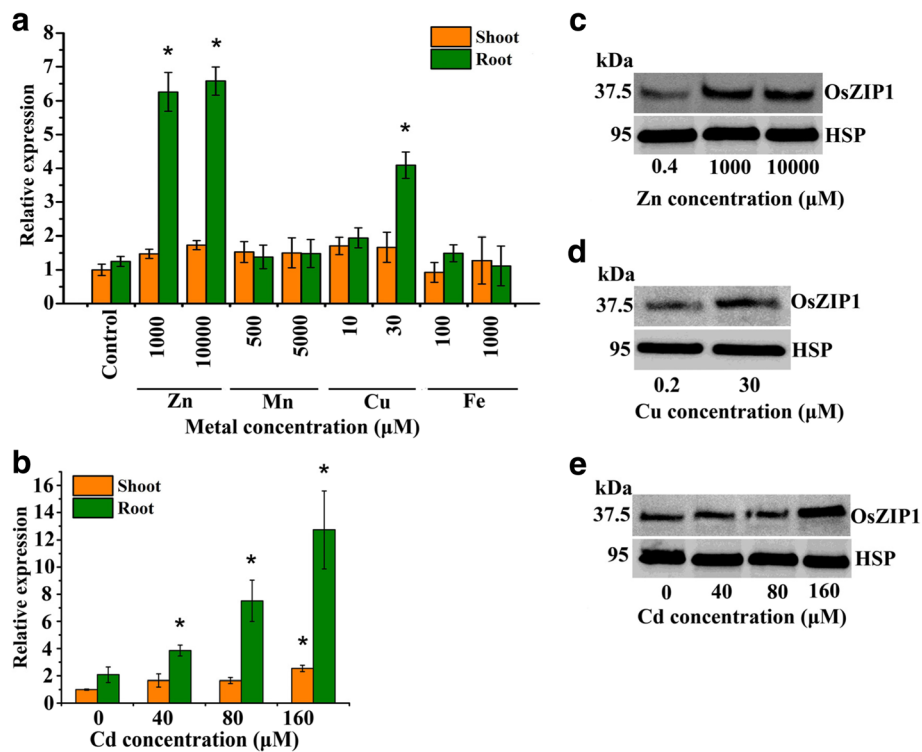 a
Relative expression
8
7
6
5
4
3
2
1
0
Shoot
Root
*
*
*
Control
1000
10000
500
5000
10
30
100
1000
Zn
Mn
Cu
Fe
Metal concentration (µM)
b
Relative expression
16
14
12
10
8
6
4
2
0
Shoot
Root
*
*
*
*
0 40 80 160
Cd concentration (µM)
c
kDa
37.5 OsZIP1
95 HSP
0.4 1000 10000
Zn concentration (µM)
d
kDa
37.5 OsZIP1
95 HSP
0.2 30
Cu concentration (µM)
e
kDa
37.5 OsZIP1
95 HSP
0 40 80 160
Cd concentration (µM)